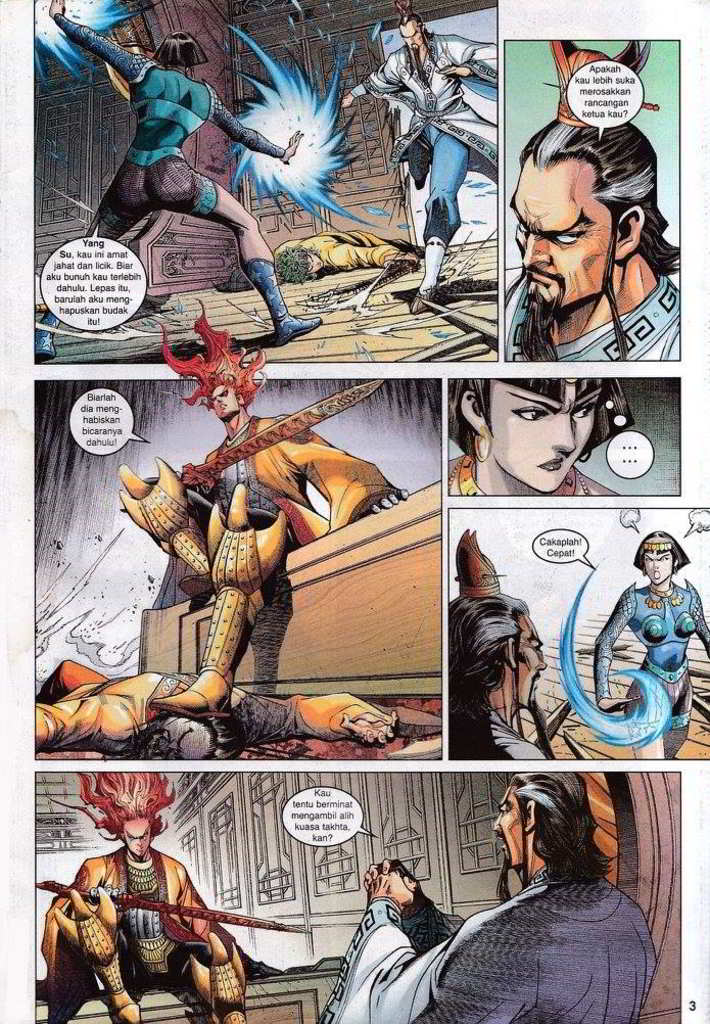 Yang
Su, kau ini amat
jahat dan licik. Biar
aku bunuh kau terlebih
dahulu. Lepas itu,
barulah aku meng-
hapuskan budak
itu!
Apakah
kau lebih suka
merosakkan
rancangan
ketua kau?
Biarlah
dia meng-
habiskan
bicaranya
dahulu!
... ...
Cakaplah!
Cepat!
Kau
tentu berminat
mengambil alih
kuasa takhta,
kan?
3